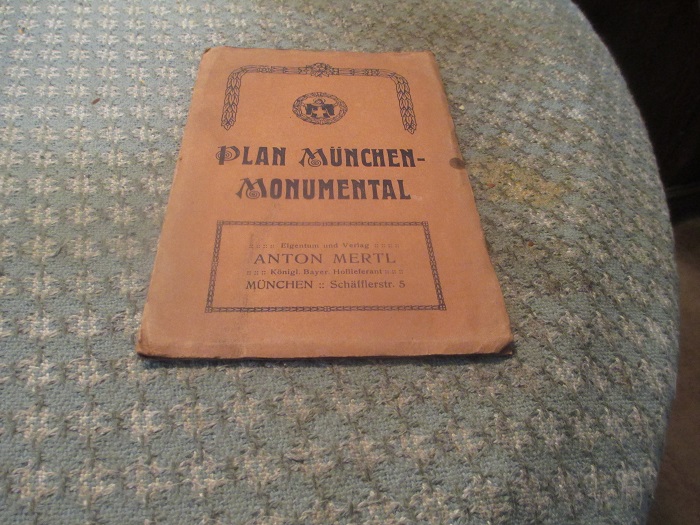 PLAN MÜNCHEN-
MONUMENTAL
Eigentum und Verlag
ANTON MERTL
Königl. Bayer. Hoflieferant
MÜNCHEN :: Schäfflerstr. 5